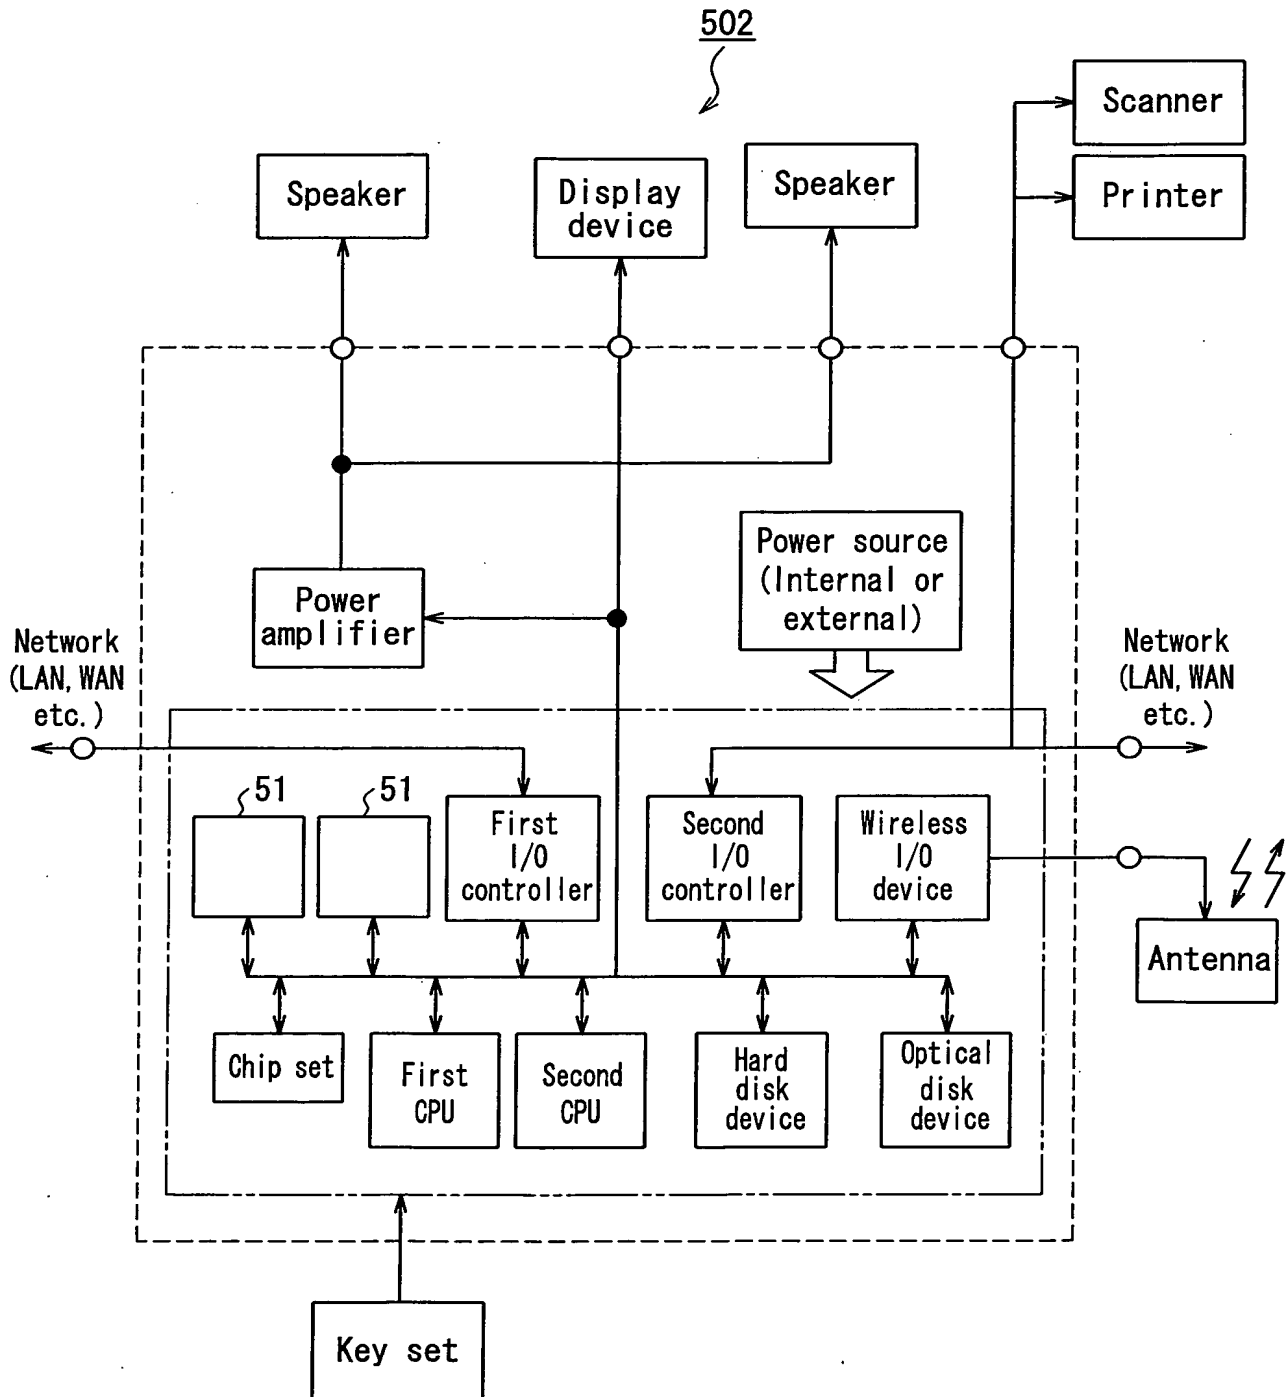 502
Scanner
Printer
Speaker
Display
device
Speaker
Power source
(Internal or
external)
Power
amplifier
Network
(LAN, WAN
etc.)
Network
(LAN, WAN
etc.)
51
51
First
I/O
controller
Second
I/O
controller
Wireless
I/O
device
Antenna
Chip set
First
CPU
Second
CPU
Hard
disk
device
Optical
disk
device
Key set